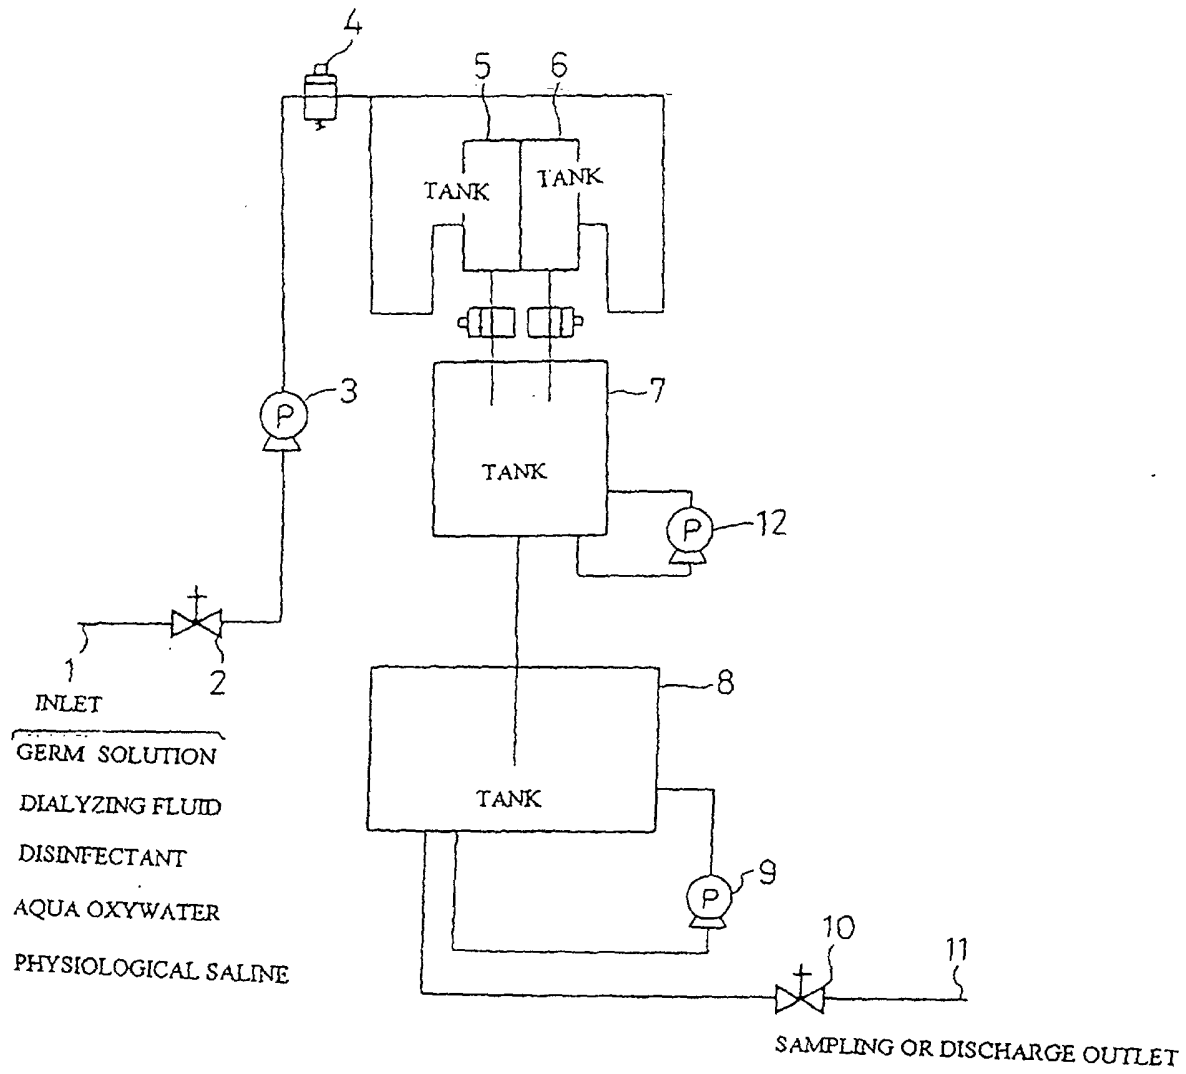 4
5
6
TANK
TANK
3
P
7
TANK
P
12
1
2
INLET
8
GERM SOLUTION
DIALYZING FLUID
TANK
DISINFECTANT
9
P
AQUA OXYWATER
10
11
PHYSIOLOGICAL SALINE
SAMPLING OR DISCHARGE OUTLET